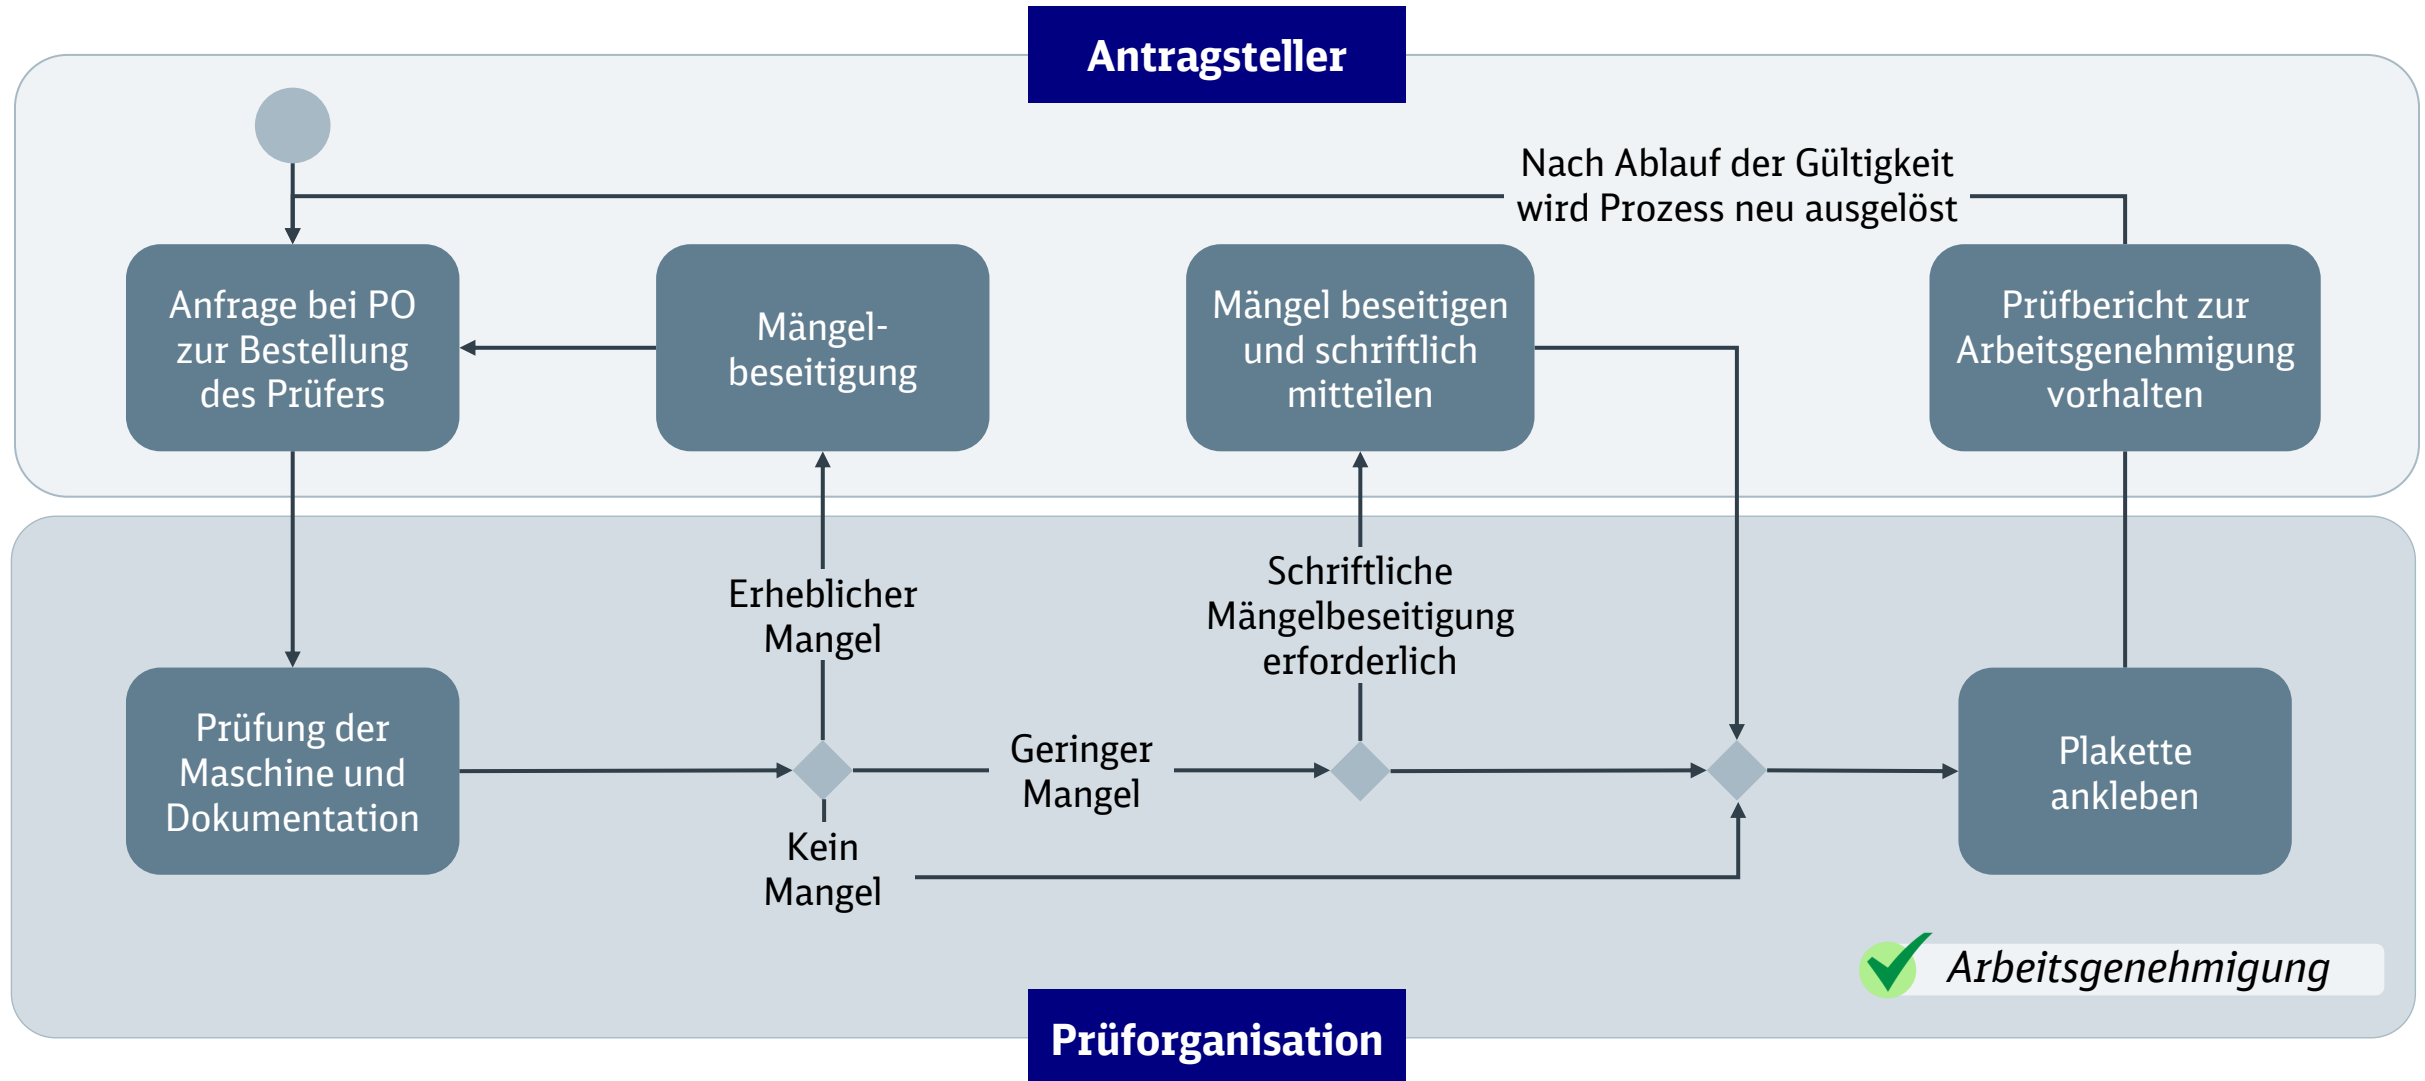 Antragsteller
Nach Ablauf der Gültigkeit
wird Prozess neu ausgelöst
Anfrage bei PO
zur Bestellung
des Prüfers
Mängel-
beseitigung
Mängel beseitigen
und schriftlich
mitteilen
Prüfbericht zur
Arbeitsgenehmigung
vorhalten
Erheblicher
Mangel
Schriftliche
Mängelbeseitigung
erforderlich
Prüfung der
Maschine und
Dokumentation
Geringer
Mangel
Kein
Mangel
Plakette
ankleben
Arbeitsgenehmigung
Prüforganisation